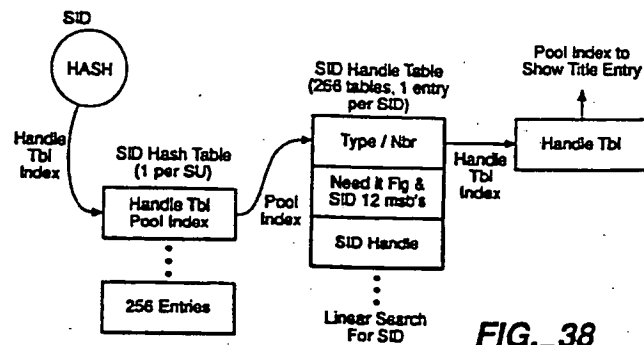 SID
HASH
Handle
Tbl
Index
SID Hash Table
(1 per SU)
Handle Tbl
Pool Index
256 Entries
Pool
Index
SID Handle Table
(256 tables, 1 entry
per SID)
Type / Nbr
Need it Flg &
SID 12 msb's
SID Handle
Linear Search
For SID
Handle
Tbl
Index
Pool Index to
Show Title Entry
Handle Tbl
FIG._38